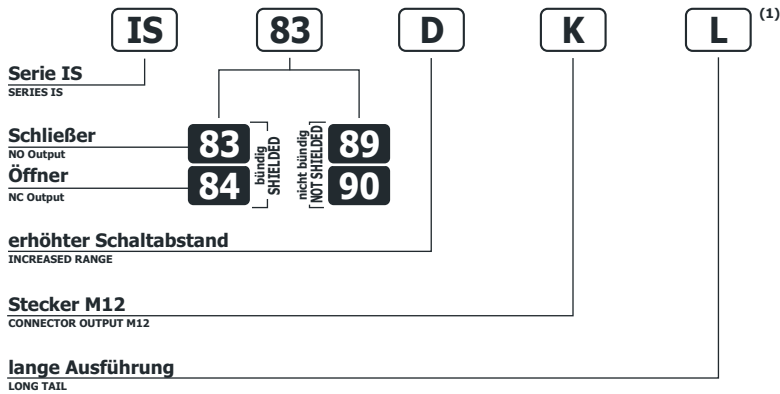 IS 83 D K L (1)
Serie IS
SERIES IS
Schließer
NO Output
Öffner
NC Output
83
84
bündig
SHIELDED
nicht bündig
NOT SHIELDED
89
90
erhöhter Schaltabstand
INCREASED RANGE
Stecker M12
CONNECTOR OUTPUT M12
lange Ausführung
LONG TAIL